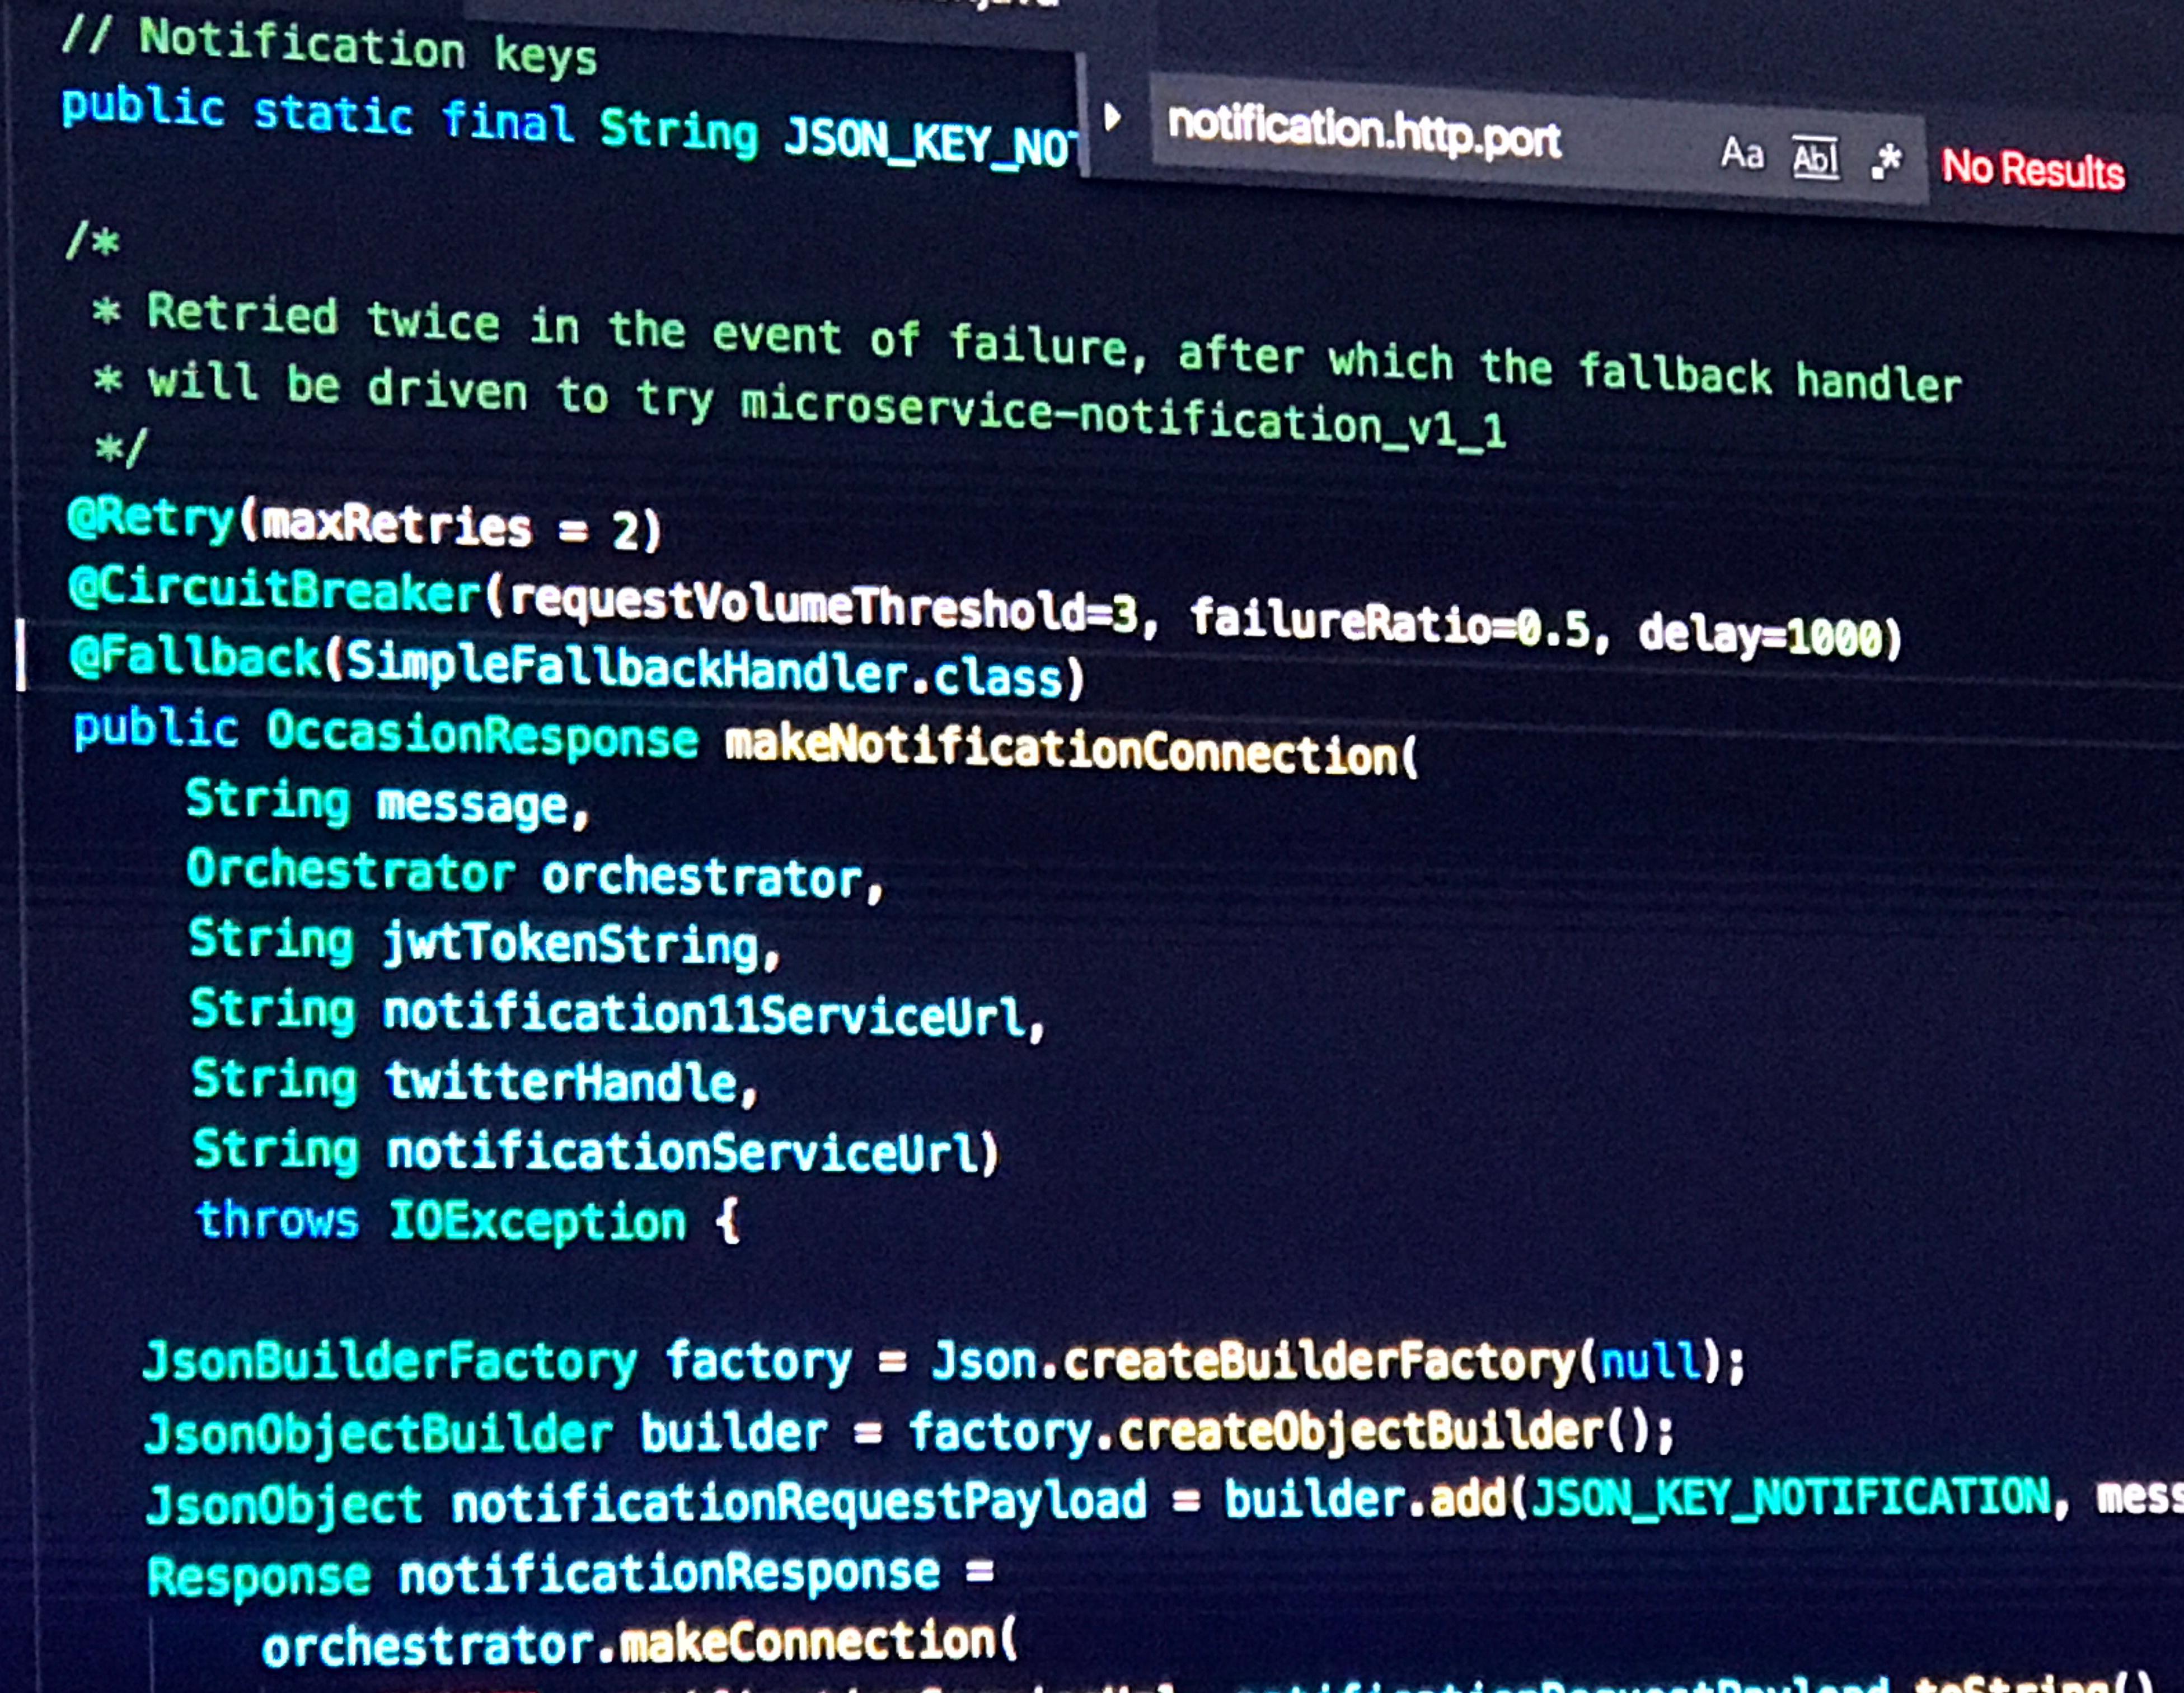 // Notification keys
public static final String JSON_KEY_NOT
notification.http.port Aa Abl .* No Results
/*
* Retried twice in the event of failure, after which the fallback handler
* will be driven to try microservice-notification_v1_1
*/
@Retry(maxRetries = 2)
@CircuitBreaker(requestVolumeThreshold=3, failureRatio=0.5, delay=1000)
@Fallback(SimpleFallbackHandler.class)
public OccasionResponse makeNotificationConnection(
String message,
Orchestrator orchestrator,
String jwtTokenString,
String notification11ServiceUrl,
String twitterHandle,
String notificationServiceUrl)
throws IOException {
JsonBuilderFactory factory = Json.createBuilderFactory(null);
JsonObjectBuilder builder = factory.createObjectBuilder();
JsonObject notificationRequestPayload = builder.add(JSON_KEY_NOTIFICATION, mess
Response notificationResponse =
orchestrator.makeConnection(
notificationRequestPayload.toString()